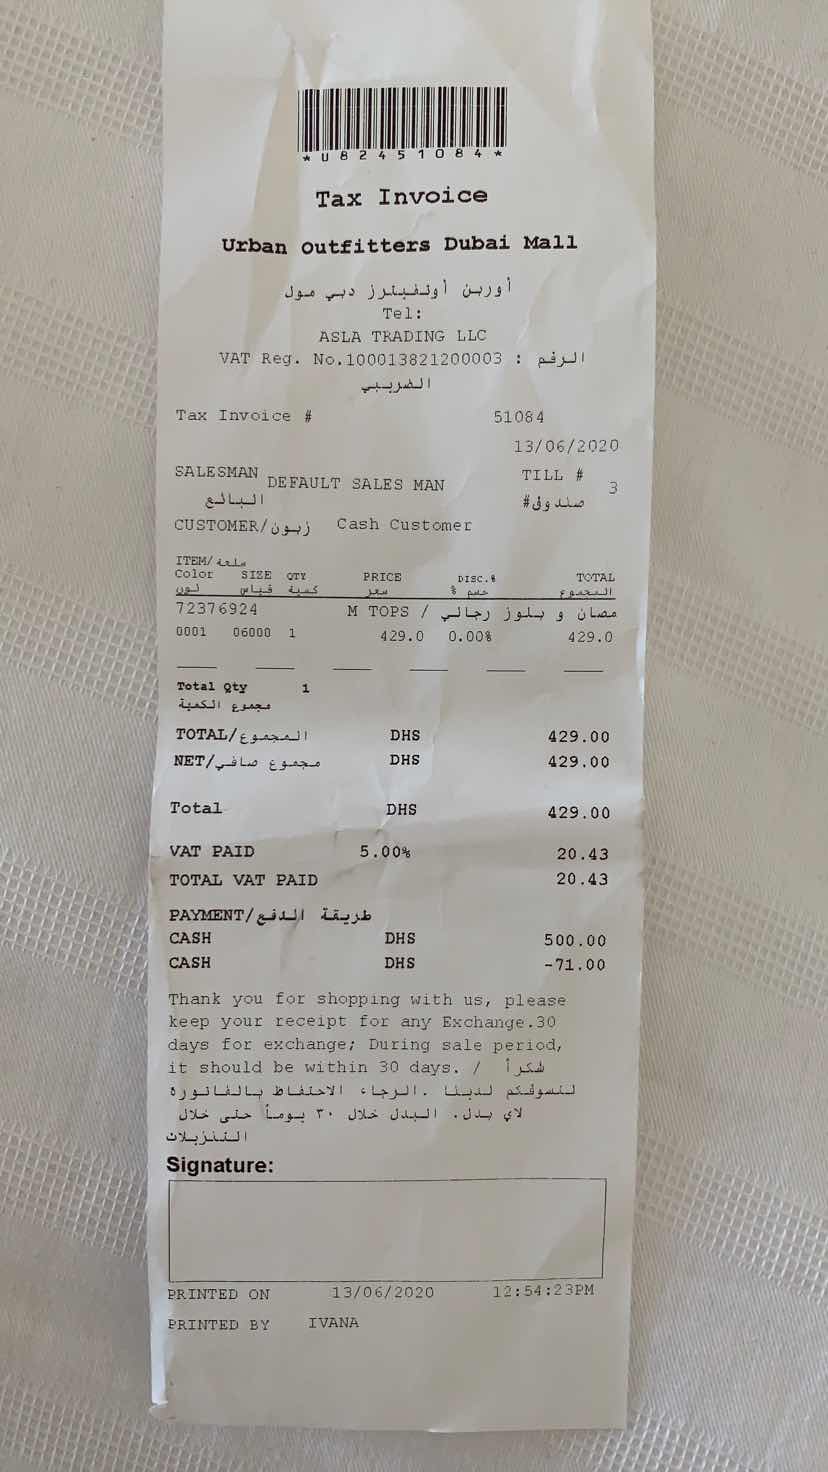 *U82451084*
Tax Invoice
Urban outfitters Dubai Mall
أوربن أوتفيترز دبي مول
Tel:
ASLA TRADING LLC
VAT Reg. No.100013821200003 : الرقم
الضريبي
Tax Invoice # 51084
13/06/2020
SALESMAN DEFAULT SALES MAN TILL # 3
البائع صندوق#
CUSTOMER/زبون Cash Customer
ITEM/سلعة
Color SIZE QTY PRICE DISC.% TOTAL
لون قياس كمية سعر خسم % المجموع
72376924 M TOPS / مصان و بلوز رجالي
0001 06000 1 429.0 0.00% 429.0
Total Qty 1
مجموع الكمية
TOTAL/المجموع DHS 429.00
NET/مجموع صافي DHS 429.00
Total DHS 429.00
VAT PAID 5.00% 20.43
TOTAL VAT PAID 20.43
PAYMENT/طريقة الدفع
CASH DHS 500.00
CASH DHS -71.00
Thank you for shopping with us, please
keep your receipt for any Exchange.30
days for exchange; During sale period,
it should be within 30 days. / شكراً
لتسوقكم لدينا .الرجاء الاحتفاظ بالفاتورة
لاي بدل. البدل خلال ٣٠ يوماً حتى خلال
التنزيلات
Signature:
PRINTED ON 13/06/2020 12:54:23PM
PRINTED BY IVANA